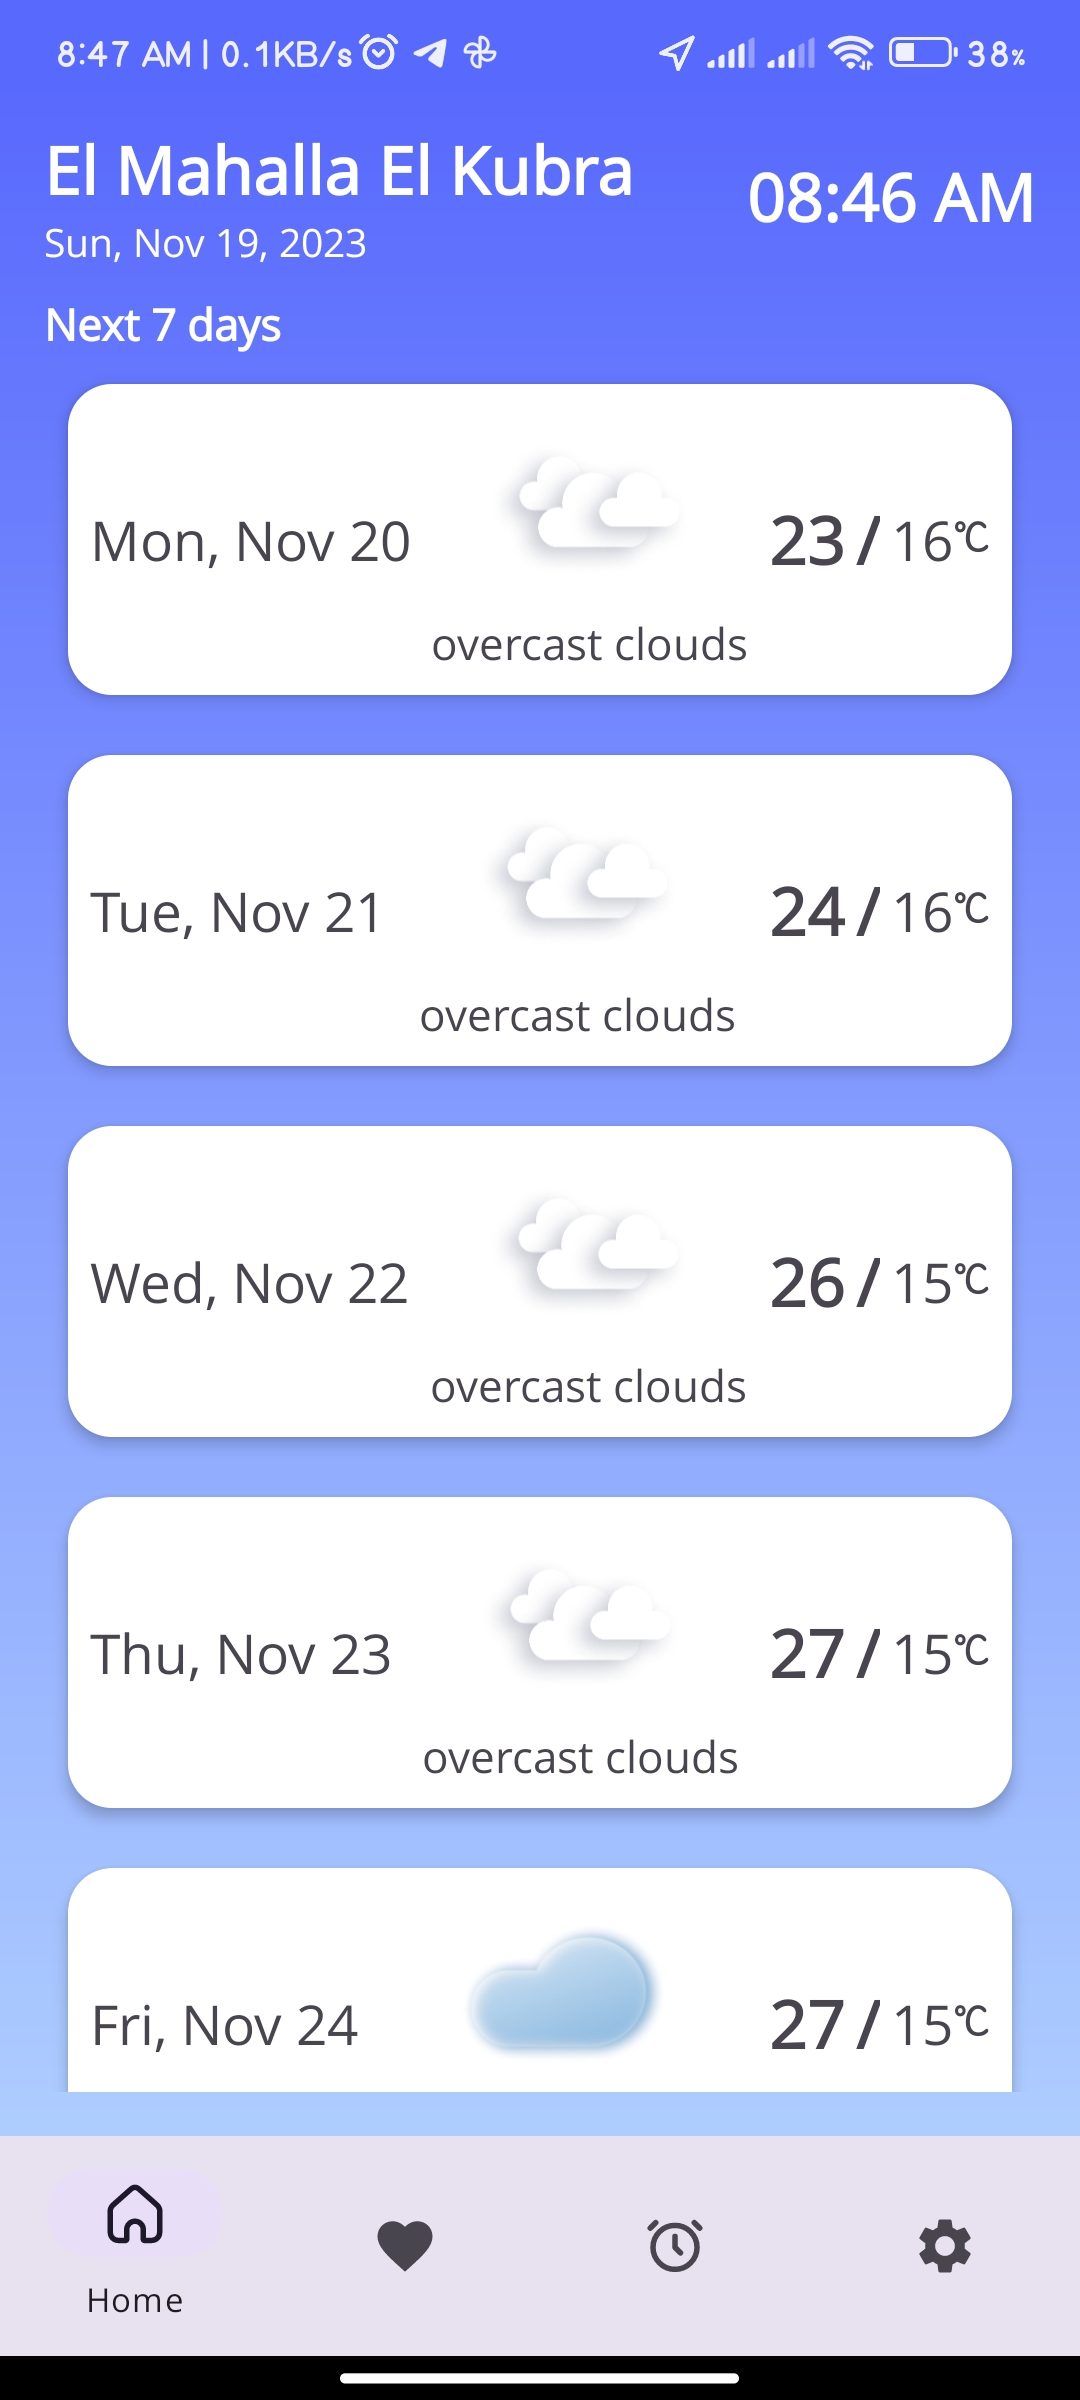 8:47 AM | 0.1KB/s 38%
El Mahalla El Kubra
08:46 AM
Sun, Nov 19, 2023
Next 7 days
Mon, Nov 20 23 / 16°C
overcast clouds
Tue, Nov 21 24 / 16°C
overcast clouds
Wed, Nov 22 26 / 15°C
overcast clouds
Thu, Nov 23 27 / 15°C
overcast clouds
Fri, Nov 24 27 / 15°C
Home